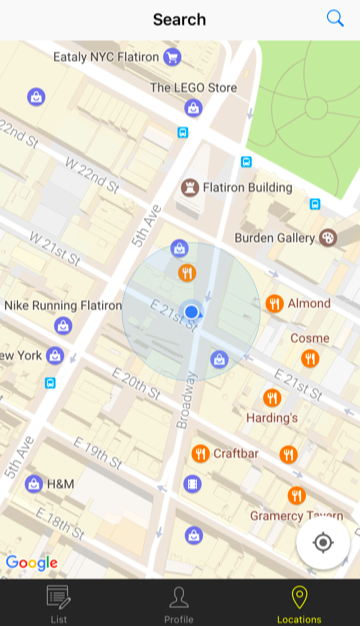 Search
Eataly NYC Flatiron
The LEGO Store
22nd St
W 22nd St
Flatiron Building
5th Ave
Burden Gallery
W 21st St
Nike Running Flatiron
E 21st St
Almond
Cosme
ew York
E 20th St
E 21st St
Broadway
Harding's
5th Ave
E 19th St
Craftbar
H&M
E 18th St
Gramercy Tavern
Google
List
Profile
Locations